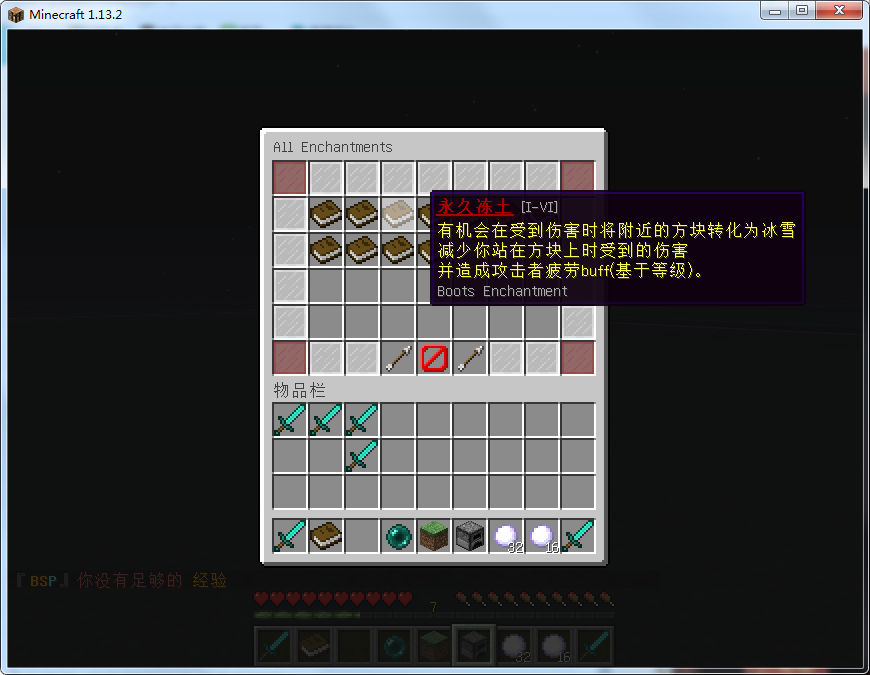 Minecraft 1.13.2
All Enchantments
永久冻土 [I-VI]
有机会在受到伤害时将附近的方块转化为冰雪
减少你站在方块上时受到的伤害
并造成攻击者疲劳buff(基于等级)。
Boots Enchantment
物品栏
32
16
『BSP』你没有足够的 经验
7
32
16